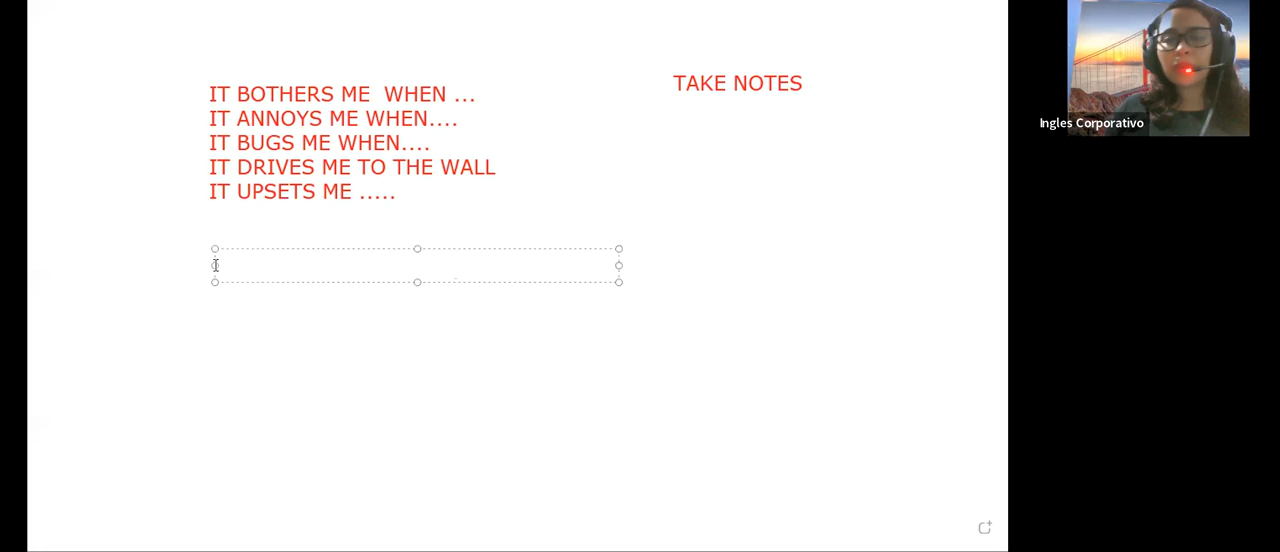 IT BOTHERS ME  WHEN ...
IT ANNOYS ME WHEN....
IT BUGS ME WHEN....
IT DRIVES ME TO THE WALL
IT UPSETS ME .....
TAKE NOTES
Ingles Corporativo